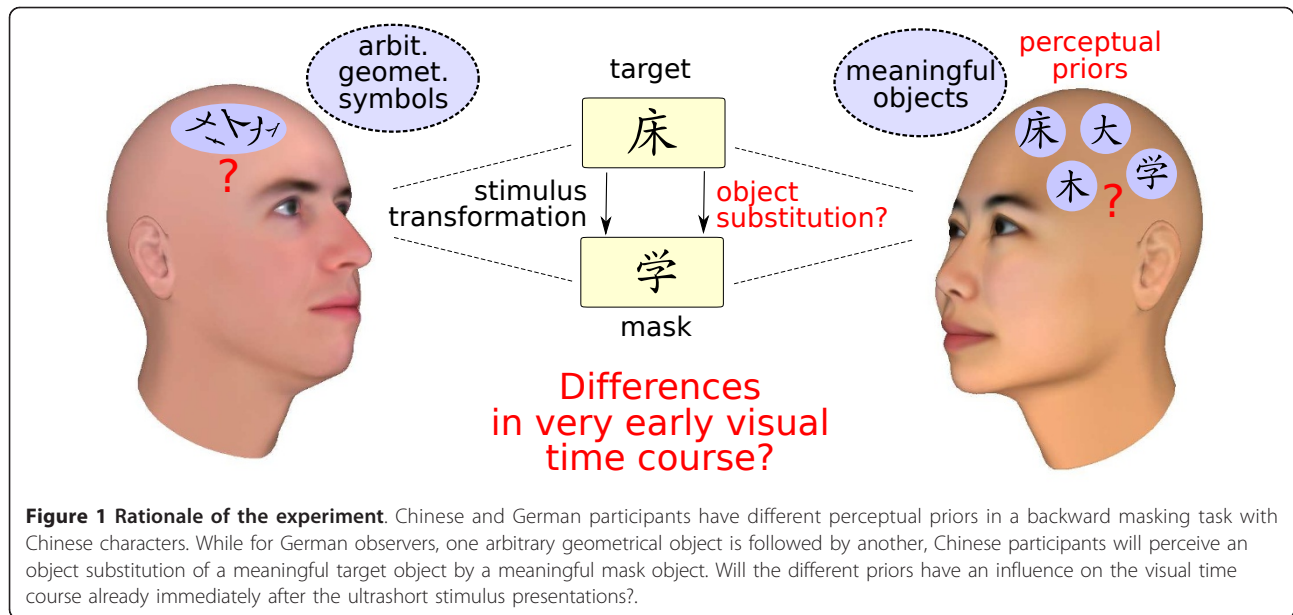 arbit.
geomet.
symbols
?
target
床
stimulus
transformation
object
substitution?
学
mask
meaningful
objects
perceptual
priors
床 大
木 ? 学
Differences
in very early visual
time course?
Figure 1 Rationale of the experiment. Chinese and German participants have different perceptual priors in a backward masking task with
Chinese characters. While for German observers, one arbitrary geometrical object is followed by another, Chinese participants will perceive an
object substitution of a meaningful target object by a meaningful mask object. Will the different priors have an influence on the visual time
course already immediately after the ultrashort stimulus presentations?.